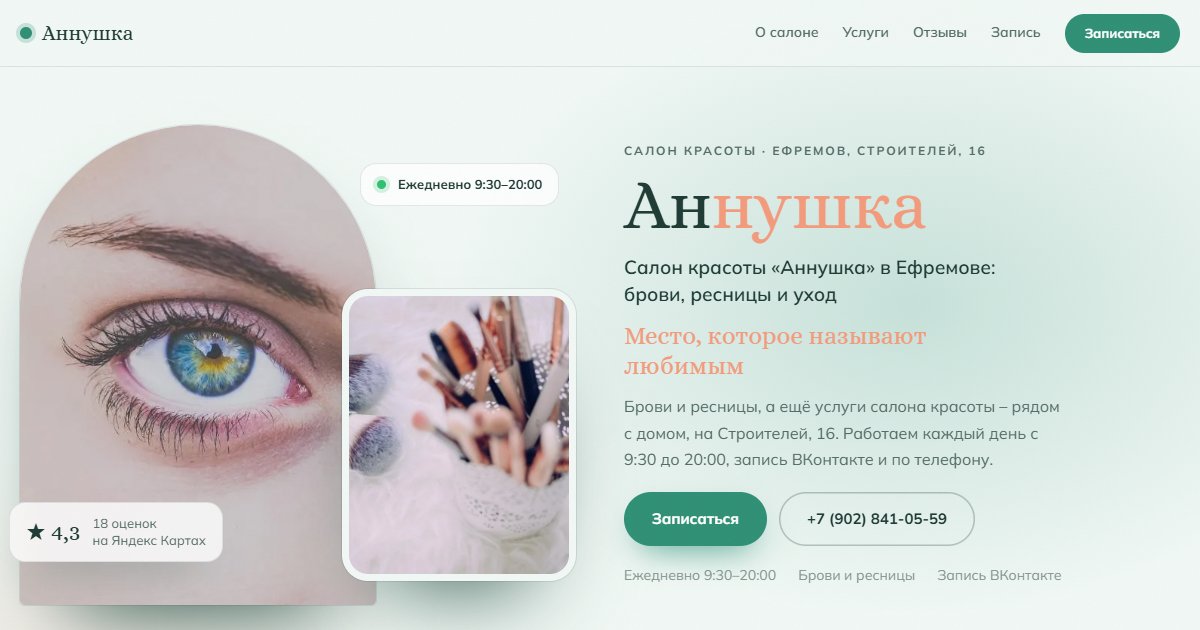 Аннушка
О салоне
Услуги
Отзывы
Запись
Записаться
Ежедневно 9:30–20:00
★ 4,3
18 оценок
на Яндекс Картах
САЛОН КРАСОТЫ · ЕФРЕМОВ, СТРОИТЕЛЕЙ, 16
Аннушка
Салон красоты «Аннушка» в Ефремове:
брови, ресницы и уход
Место, которое называют
любимым
Брови и ресницы, а ещё услуги салона красоты – рядом
с домом, на Строителей, 16. Работаем каждый день с
9:30 до 20:00, запись ВКонтакте и по телефону.
Записаться
+7 (902) 841-05-59
Ежедневно 9:30–20:00
Брови и ресницы
Запись ВКонтакте